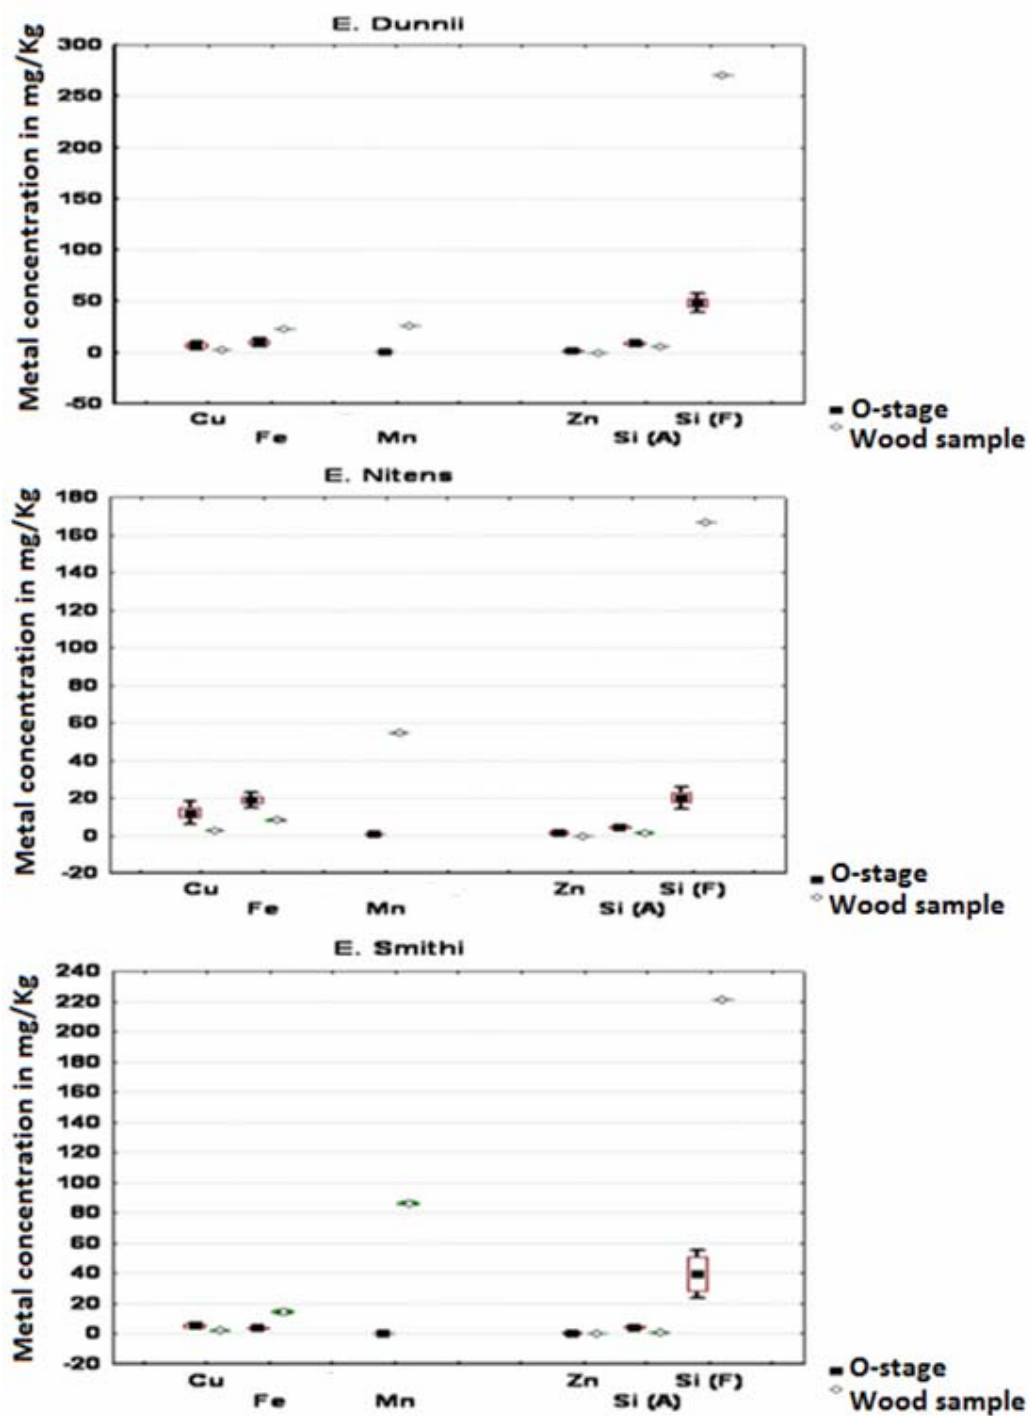 E. Dunnii
Metal concentration in mg/Kg
300
250
200
150
100
50
0
-50
Cu
Fe
Mn
Zn
Si (A)
Si (F)
O-stage
Wood sample
E. Nitens
Metal concentration in mg/Kg
180
160
140
120
100
80
60
40
20
0
-20
Cu
Fe
Mn
Zn
Si (A)
Si (F)
O-stage
Wood sample
E. Smithi
Metal concentration in mg/Kg
240
220
200
180
160
140
120
100
80
60
40
20
0
-20
Cu
Fe
Mn
Zn
Si (A)
Si (F)
O-stage
Wood sample